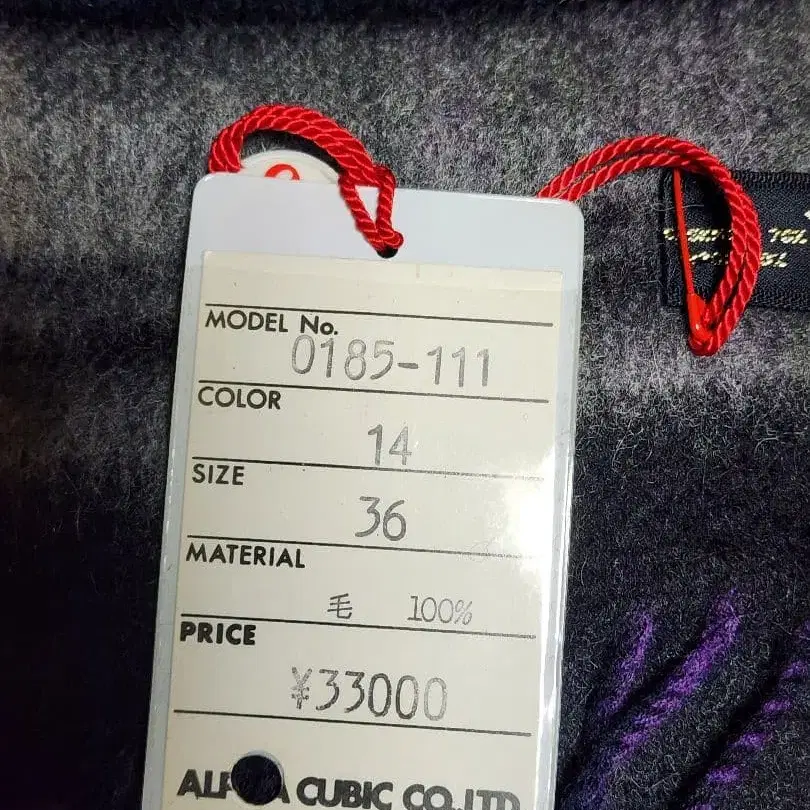 MODEL No.
0185-111
COLOR
14
SIZE
36
MATERIAL
毛 100%
PRICE
¥33000
CUBIC CO.LTD